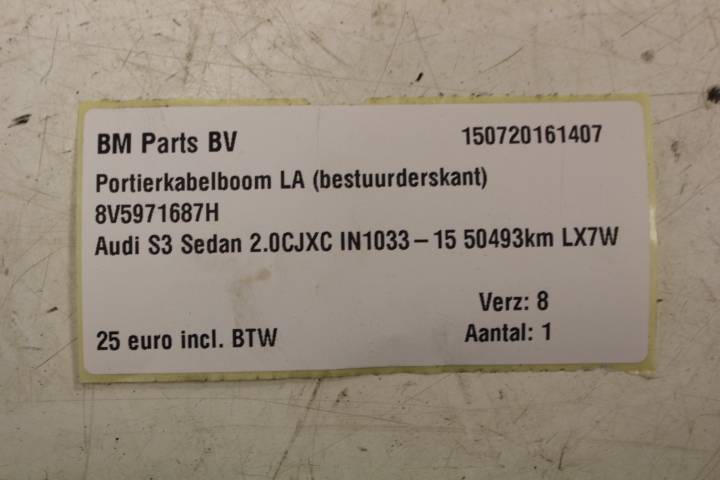 BM Parts BV 150720161407
Portierkabelboom LA (bestuurderskant)
8V5971687H
Audi S3 Sedan 2.0CJXC IN1033-15 50493km LX7W
Verz: 8
25 euro incl. BTW Aantal: 1